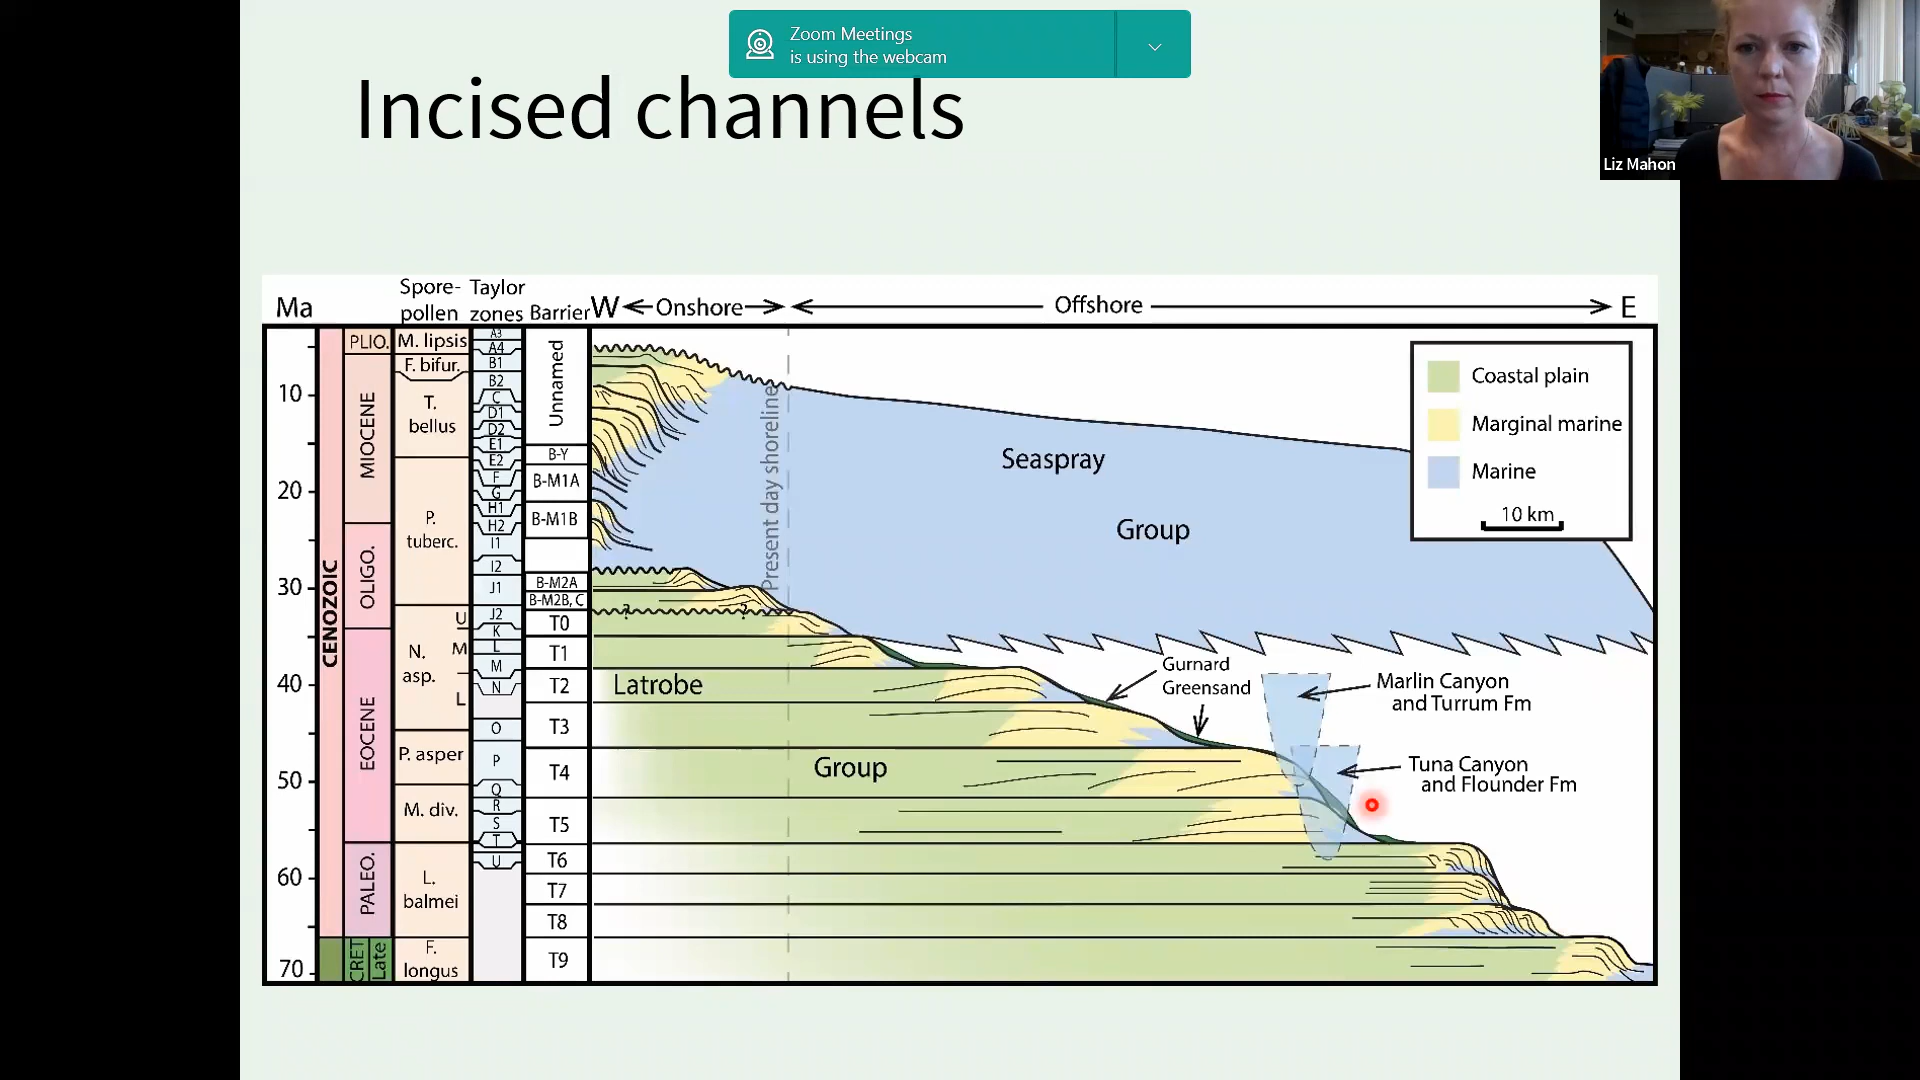 Zoom Meetings
is using the webcam
Incised channels
Liz Mahon
Ma
Spore-
pollen
Taylor
zones
Barrier
W
Onshore
Offshore
E
10
20
30
40
50
60
70
CENOZOIC
PLIO.
MIOCENE
OLIGO.
EOCENE
PALEO.
CRET
Late
M. lipsis
F. bifur.
T.
bellus
P.
tuberc.
U
N.
asp.
M
L
P. asper
M. div.
L.
balmei
F.
longus
A3
A4
B1
B2
C
D1
D2
E1
E2
F
G
H1
H2
I1
I2
J1
J2
K
L
M
N
O
P
Q
R
S
T
U
Unnamed
B-Y
B-M1A
B-M1B
B-M2A
B-M2B, C
T0
T1
T2
T3
T4
T5
T6
T7
T8
T9
Present day shoreline
Seaspray
Group
?
?
Latrobe
Group
Gurnard
Greensand
Marlin Canyon
and Turrum Fm
Tuna Canyon
and Flounder Fm
Coastal plain
Marginal marine
Marine
10 km